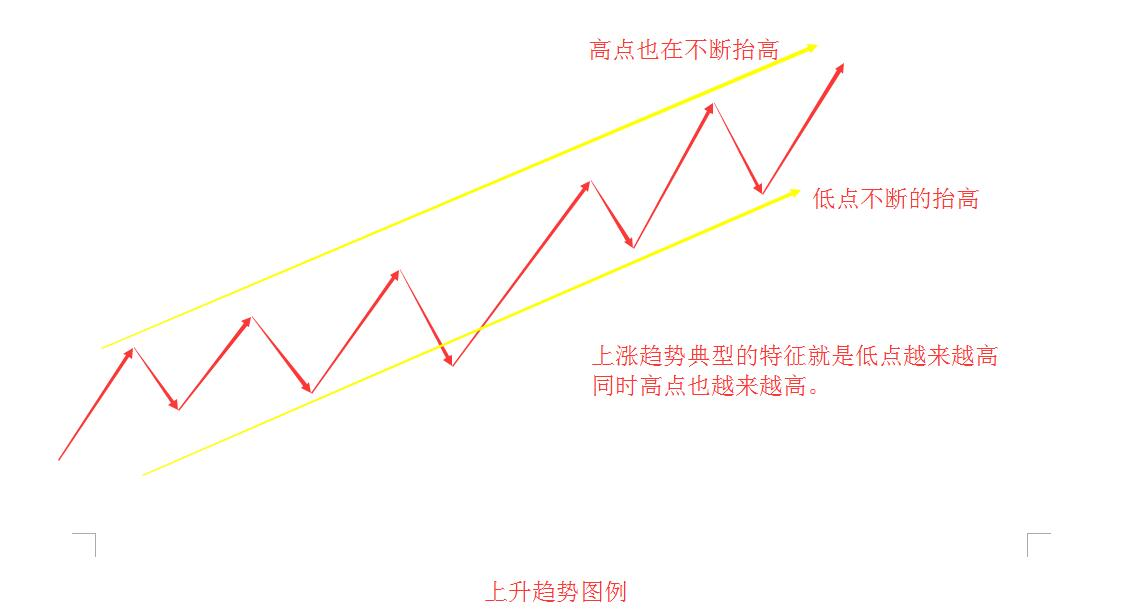 高点也在不断抬高
低点不断的抬高
上涨趋势典型的特征就是低点越来越高
同时高点也越来越高。
上升趋势图例